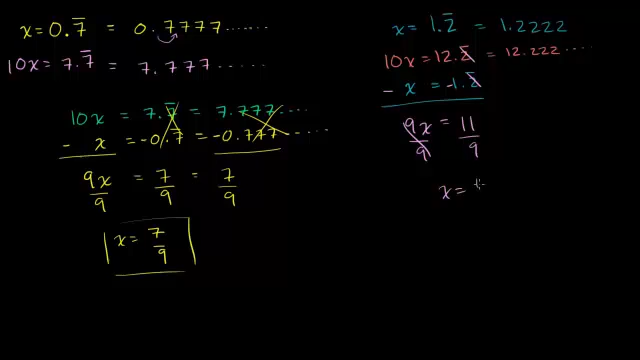 x = 0.7̅ = 0.7777......
10x = 7.7̅ = 7.777......
10x = 7.7̅ = 7.777....
- x = -0.7̅ = -0.777....
9x/9 = 7/9 = 7/9
x = 7/9
x = 1.2̅ = 1.2222
10x = 12.2̅ = 12.222....
- x = -1.2̅
9x/9 = 11/9
x =